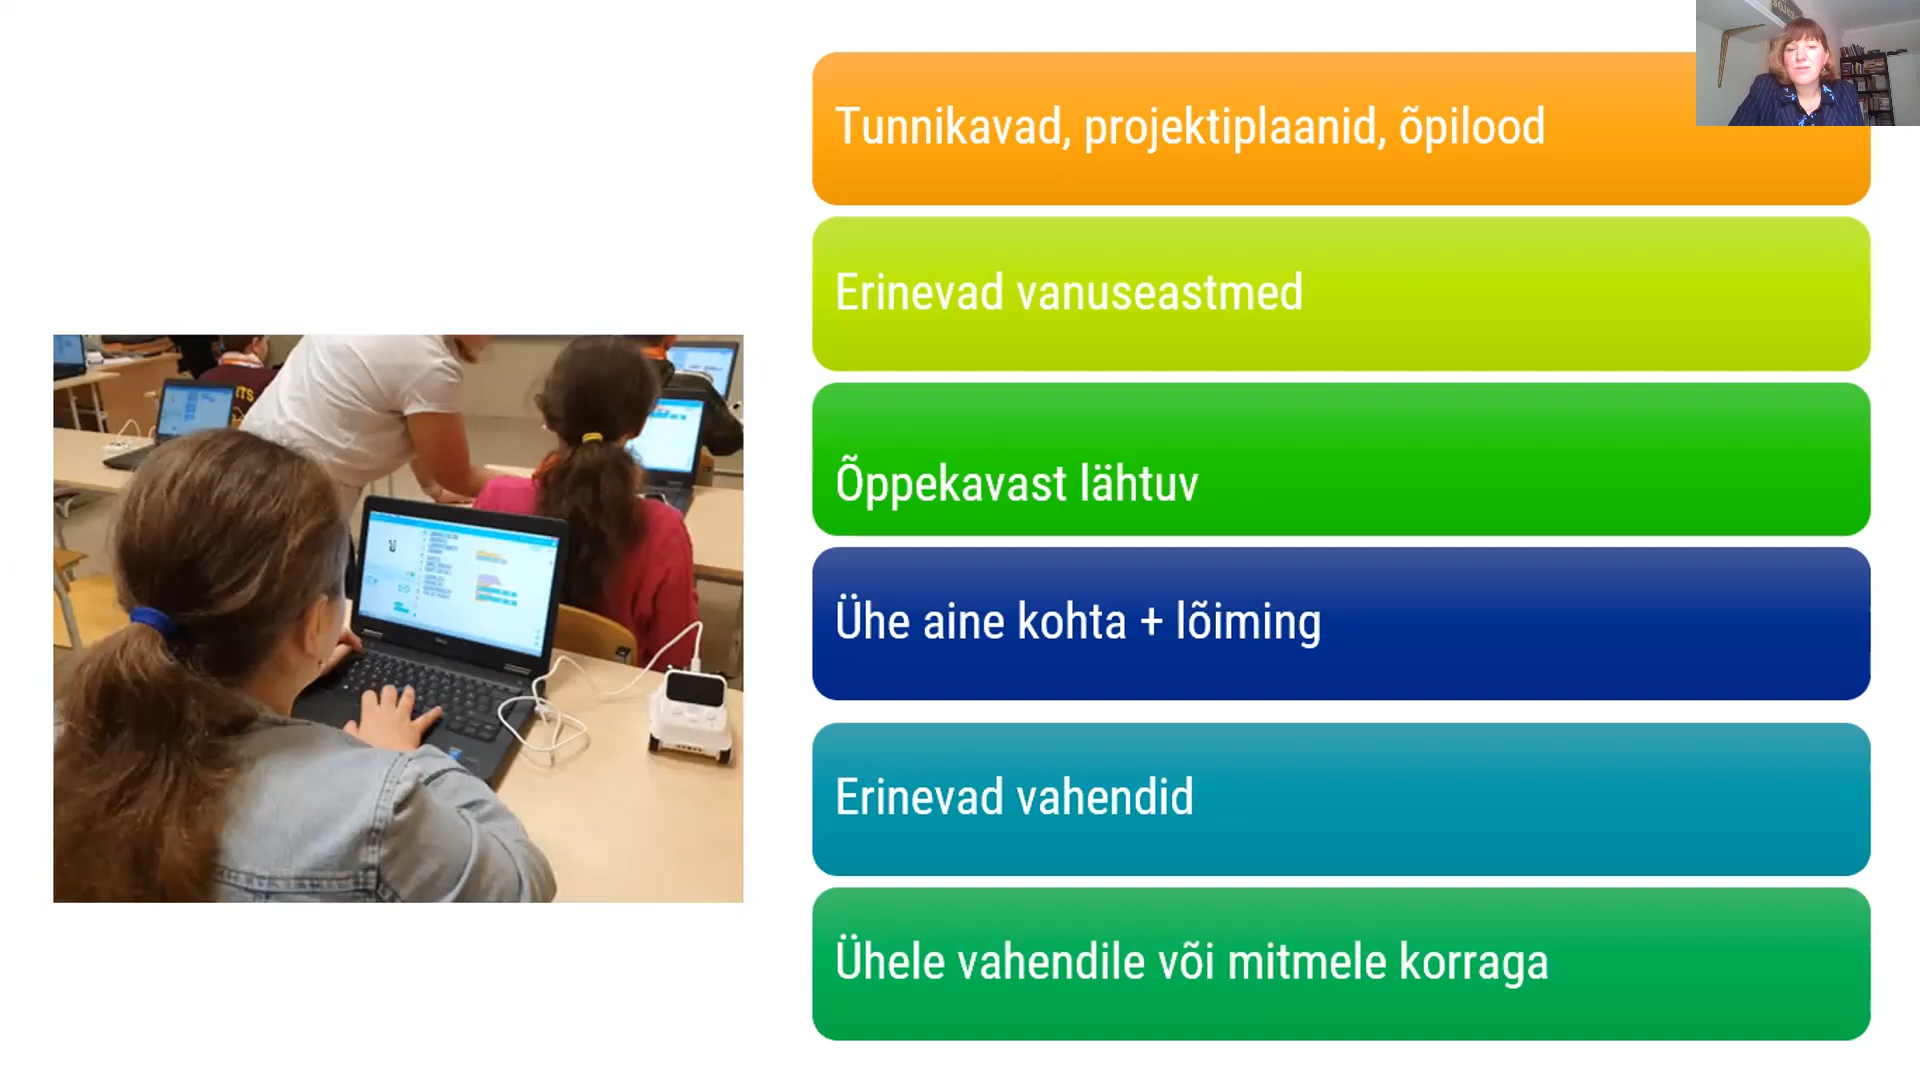 Tunnikavad, projektiplaanid, õpilood
Erinevad vanuseastmed
Õppekavast lähtuv
Ühe aine kohta + lõiming
Erinevad vahendid
Ühele vahendile või mitmele korraga